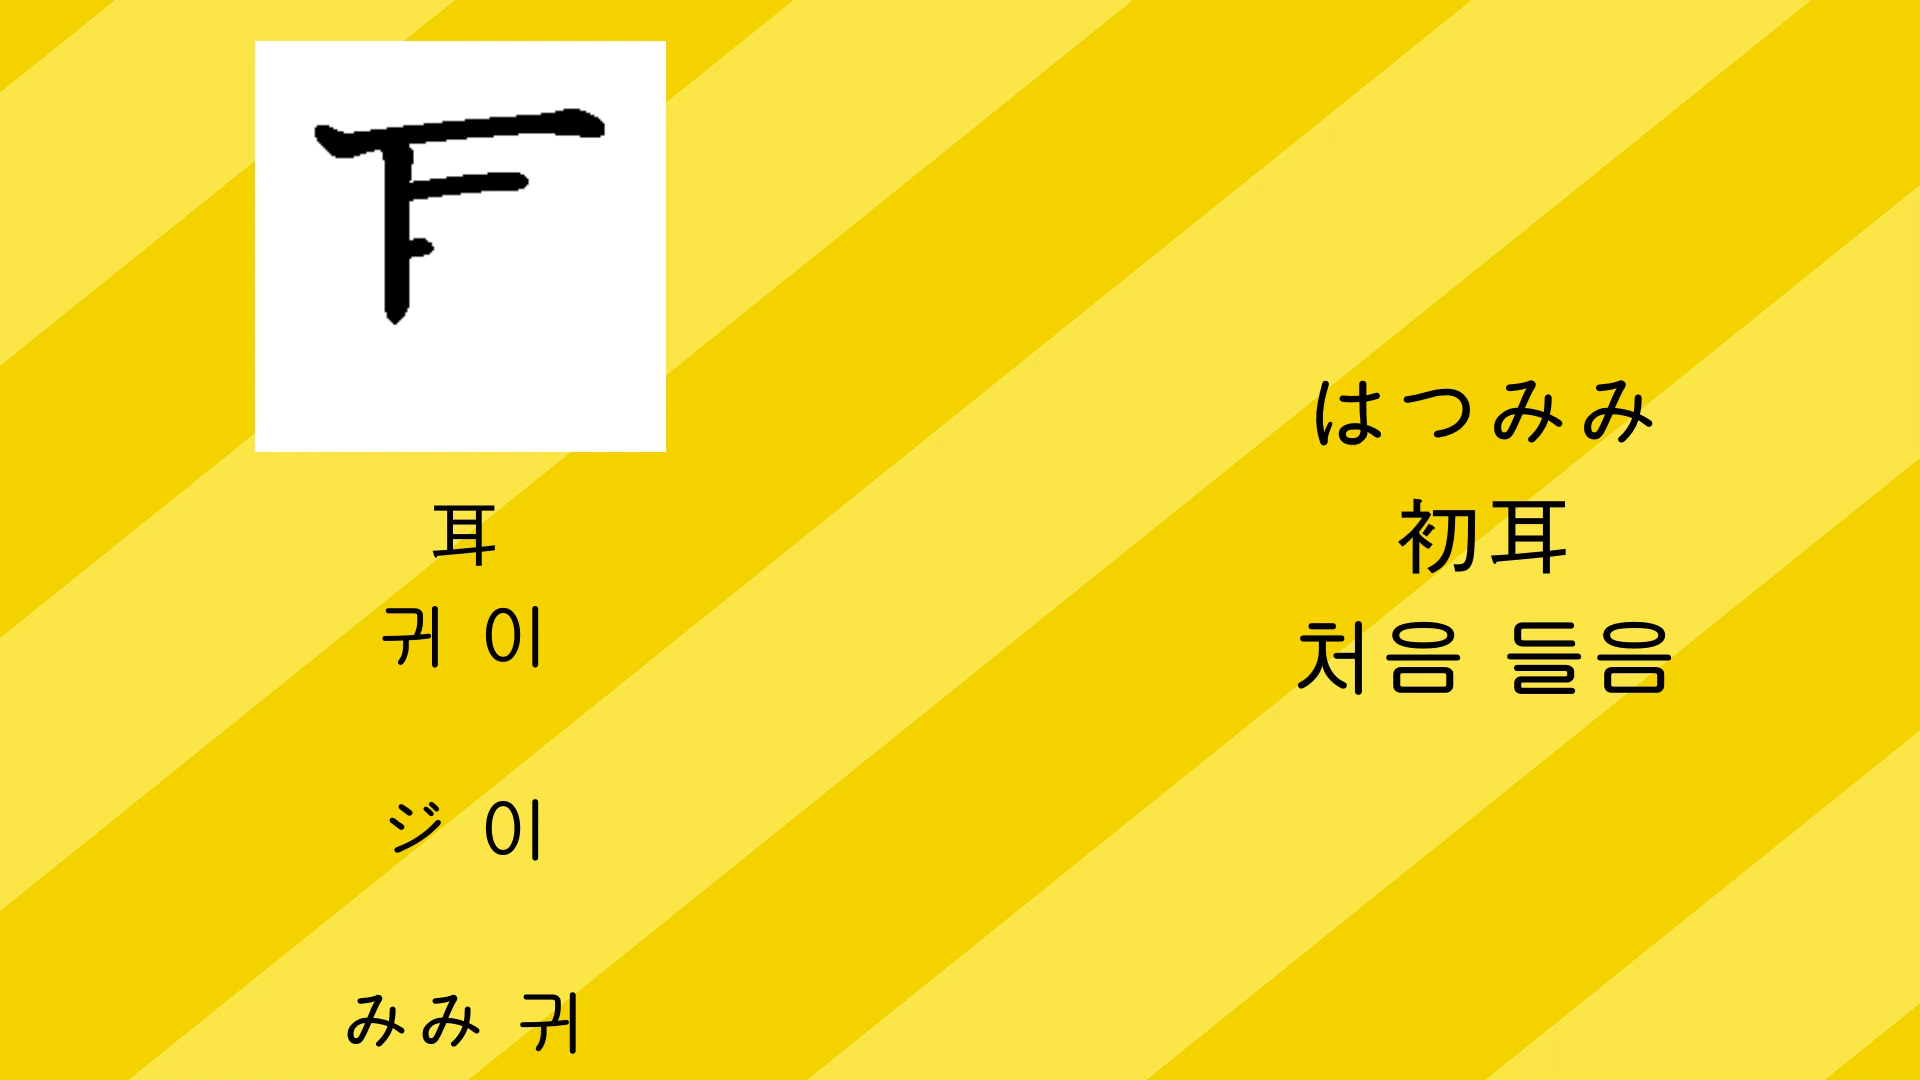 耳
귀 이
ジ 이
みみ 귀
はつみみ
初耳
처음 들음